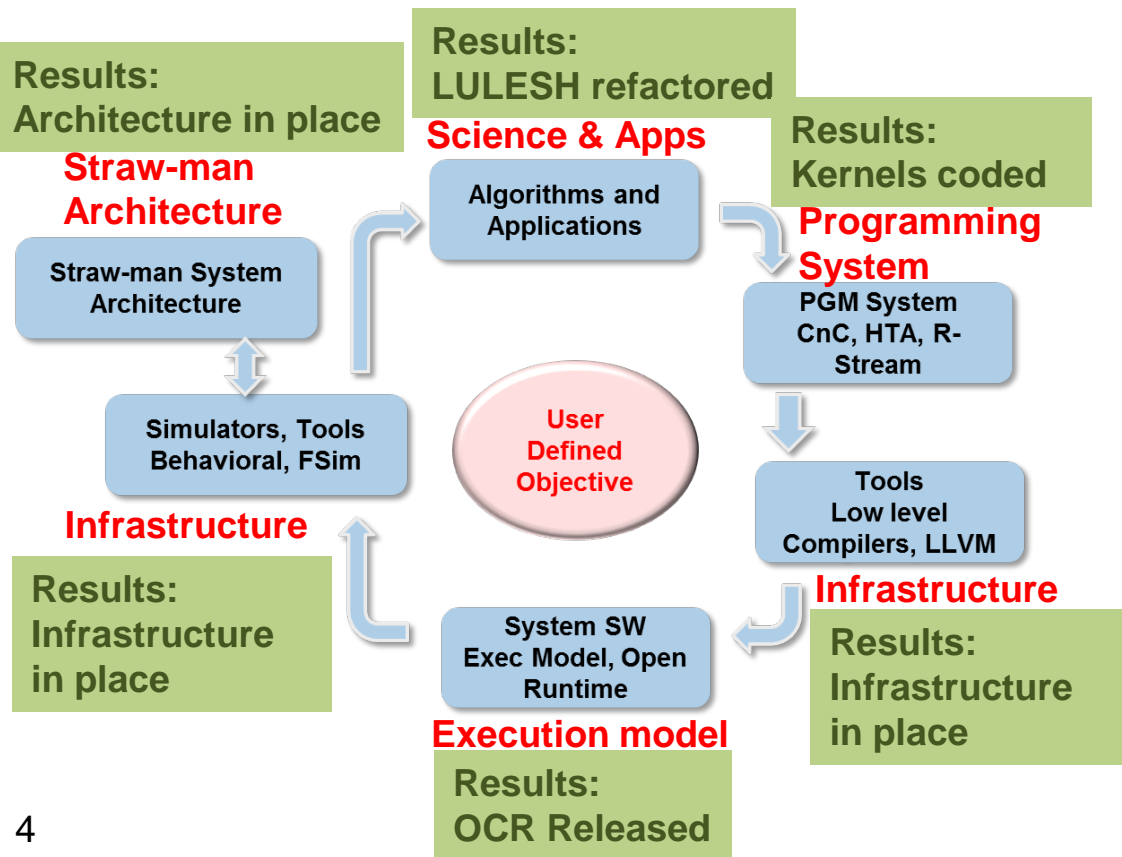 Results:
Architecture in place
Straw-man
Architecture
Straw-man System
Architecture
Results:
LULESH refactored
Science & Apps
Algorithms and
Applications
Results:
Kernels coded
Programming
System
PGM System
CnC, HTA, R-
Stream
Simulators, Tools
Behavioral, FSim
Infrastructure
Results:
Infrastructure
in place
User
Defined
Objective
Tools
Low level
Compilers, LLVM
Infrastructure
Results:
Infrastructure
in place
System SW
Exec Model, Open
Runtime
Execution model
Results:
OCR Released
4